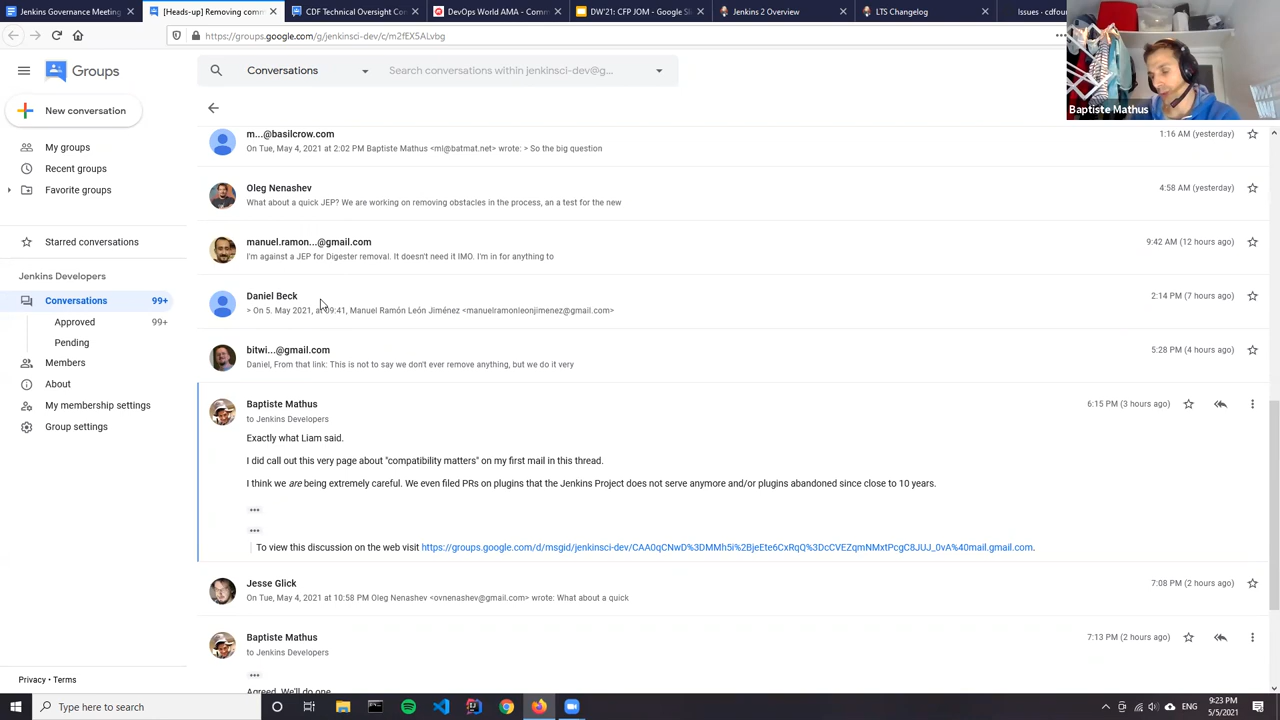 Jenkins Governance Meeting
[Heads-up] Removing comm
CDF Technical Oversight Con
DevOps World AMA - Comm
DW'21: CFP JOM - Google Sli
Jenkins 2 Overview
LTS Changelog
Issues · cdfoun
https://groups.google.com/g/jenkinsci-dev/c/m2fEX5ALvbg
Groups
Conversations
Search conversations within jenkinsci-dev@g...
New conversation
My groups
Recent groups
Favorite groups
Starred conversations
Jenkins Developers
Conversations 99+
Approved 99+
Pending
Members
About
My membership settings
Group settings
Privacy • Terms
Baptiste Mathus
m...@basilcrow.com 1:16 AM (yesterday)
On Tue, May 4, 2021 at 2:02 PM Baptiste Mathus <ml@batmat.net> wrote: > So the big question
Oleg Nenashev 4:58 AM (yesterday)
What about a quick JEP? We are working on removing obstacles in the process, an a test for the new
manuel.ramon...@gmail.com 9:42 AM (12 hours ago)
I'm against a JEP for Digester removal. It doesn't need it IMO. I'm in for anything to
Daniel Beck 2:14 PM (7 hours ago)
> On 5. May 2021, at 09:41, Manuel Ramón León Jiménez <manuelramonleonjimenez@gmail.com>
bitwi...@gmail.com 5:28 PM (4 hours ago)
Daniel, From that link: This is not to say we don't ever remove anything, but we do it very
Baptiste Mathus 6:15 PM (3 hours ago)
to Jenkins Developers
Exactly what Liam said.
I did call out this very page about "compatibility matters" on my first mail in this thread.
I think we are being extremely careful. We even filed PRs on plugins that the Jenkins Project does not serve anymore and/or plugins abandoned since close to 10 years.
To view this discussion on the web visit https://groups.google.com/d/msgid/jenkinsci-dev/CAA0qCNwD%3DMMh5i%2BjeEte6CxRqQ%3DcCVEZqmNMxtPcgC8JUJ_0vA%40mail.gmail.com.
Jesse Glick 7:08 PM (2 hours ago)
On Tue, May 4, 2021 at 10:58 PM Oleg Nenashev <ovnenashev@gmail.com> wrote: What about a quick
Baptiste Mathus 7:13 PM (2 hours ago)
to Jenkins Developers
Agreed. We'll do one
Type here to search
ENG
9:23 PM
5/5/2021